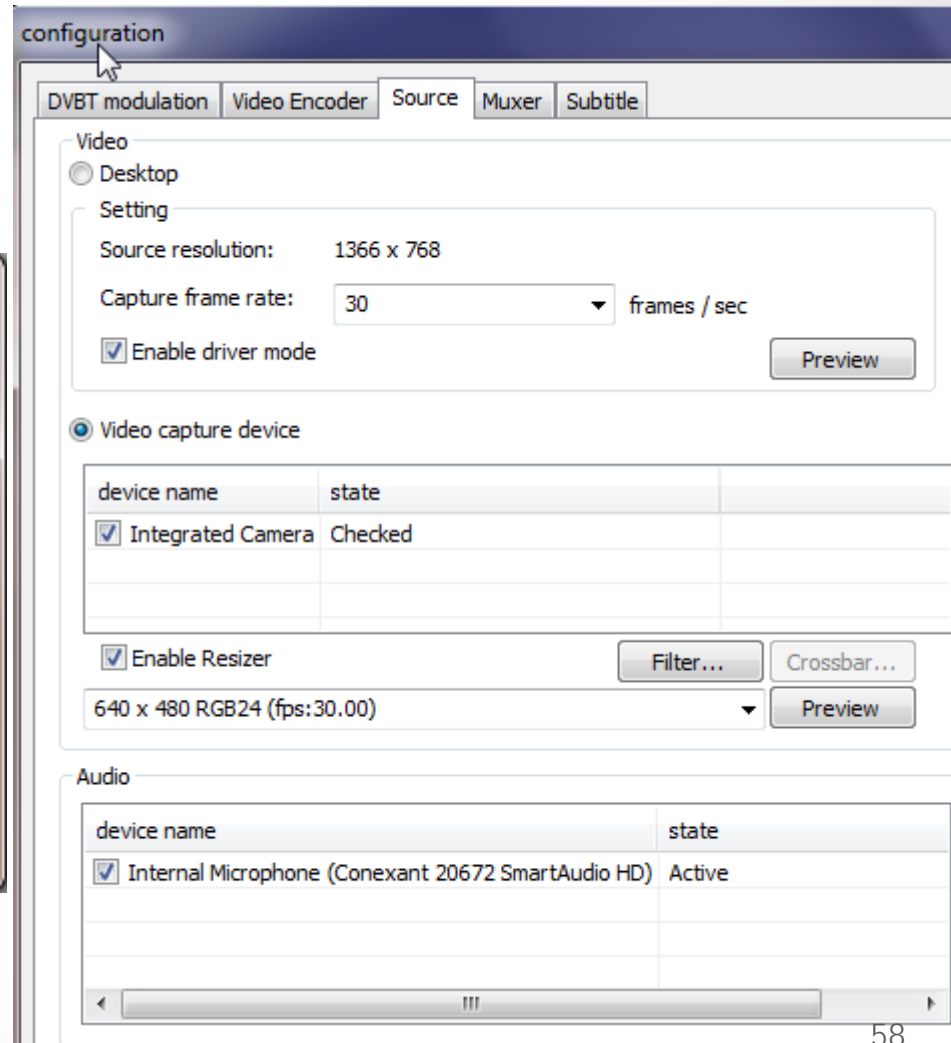 configuration
DVBT modulation Video Encoder Source Muxer Subtitle
Video
Desktop
Setting
Source resolution: 1366 x 768
Capture frame rate: 30 frames / sec
Enable driver mode
Preview
Video capture device
device name state
Integrated Camera Checked
Enable Resizer Filter... Crossbar...
640 x 480 RGB24 (fps:30.00) Preview
Audio
device name state
Internal Microphone (Conexant 20672 SmartAudio HD) Active
58